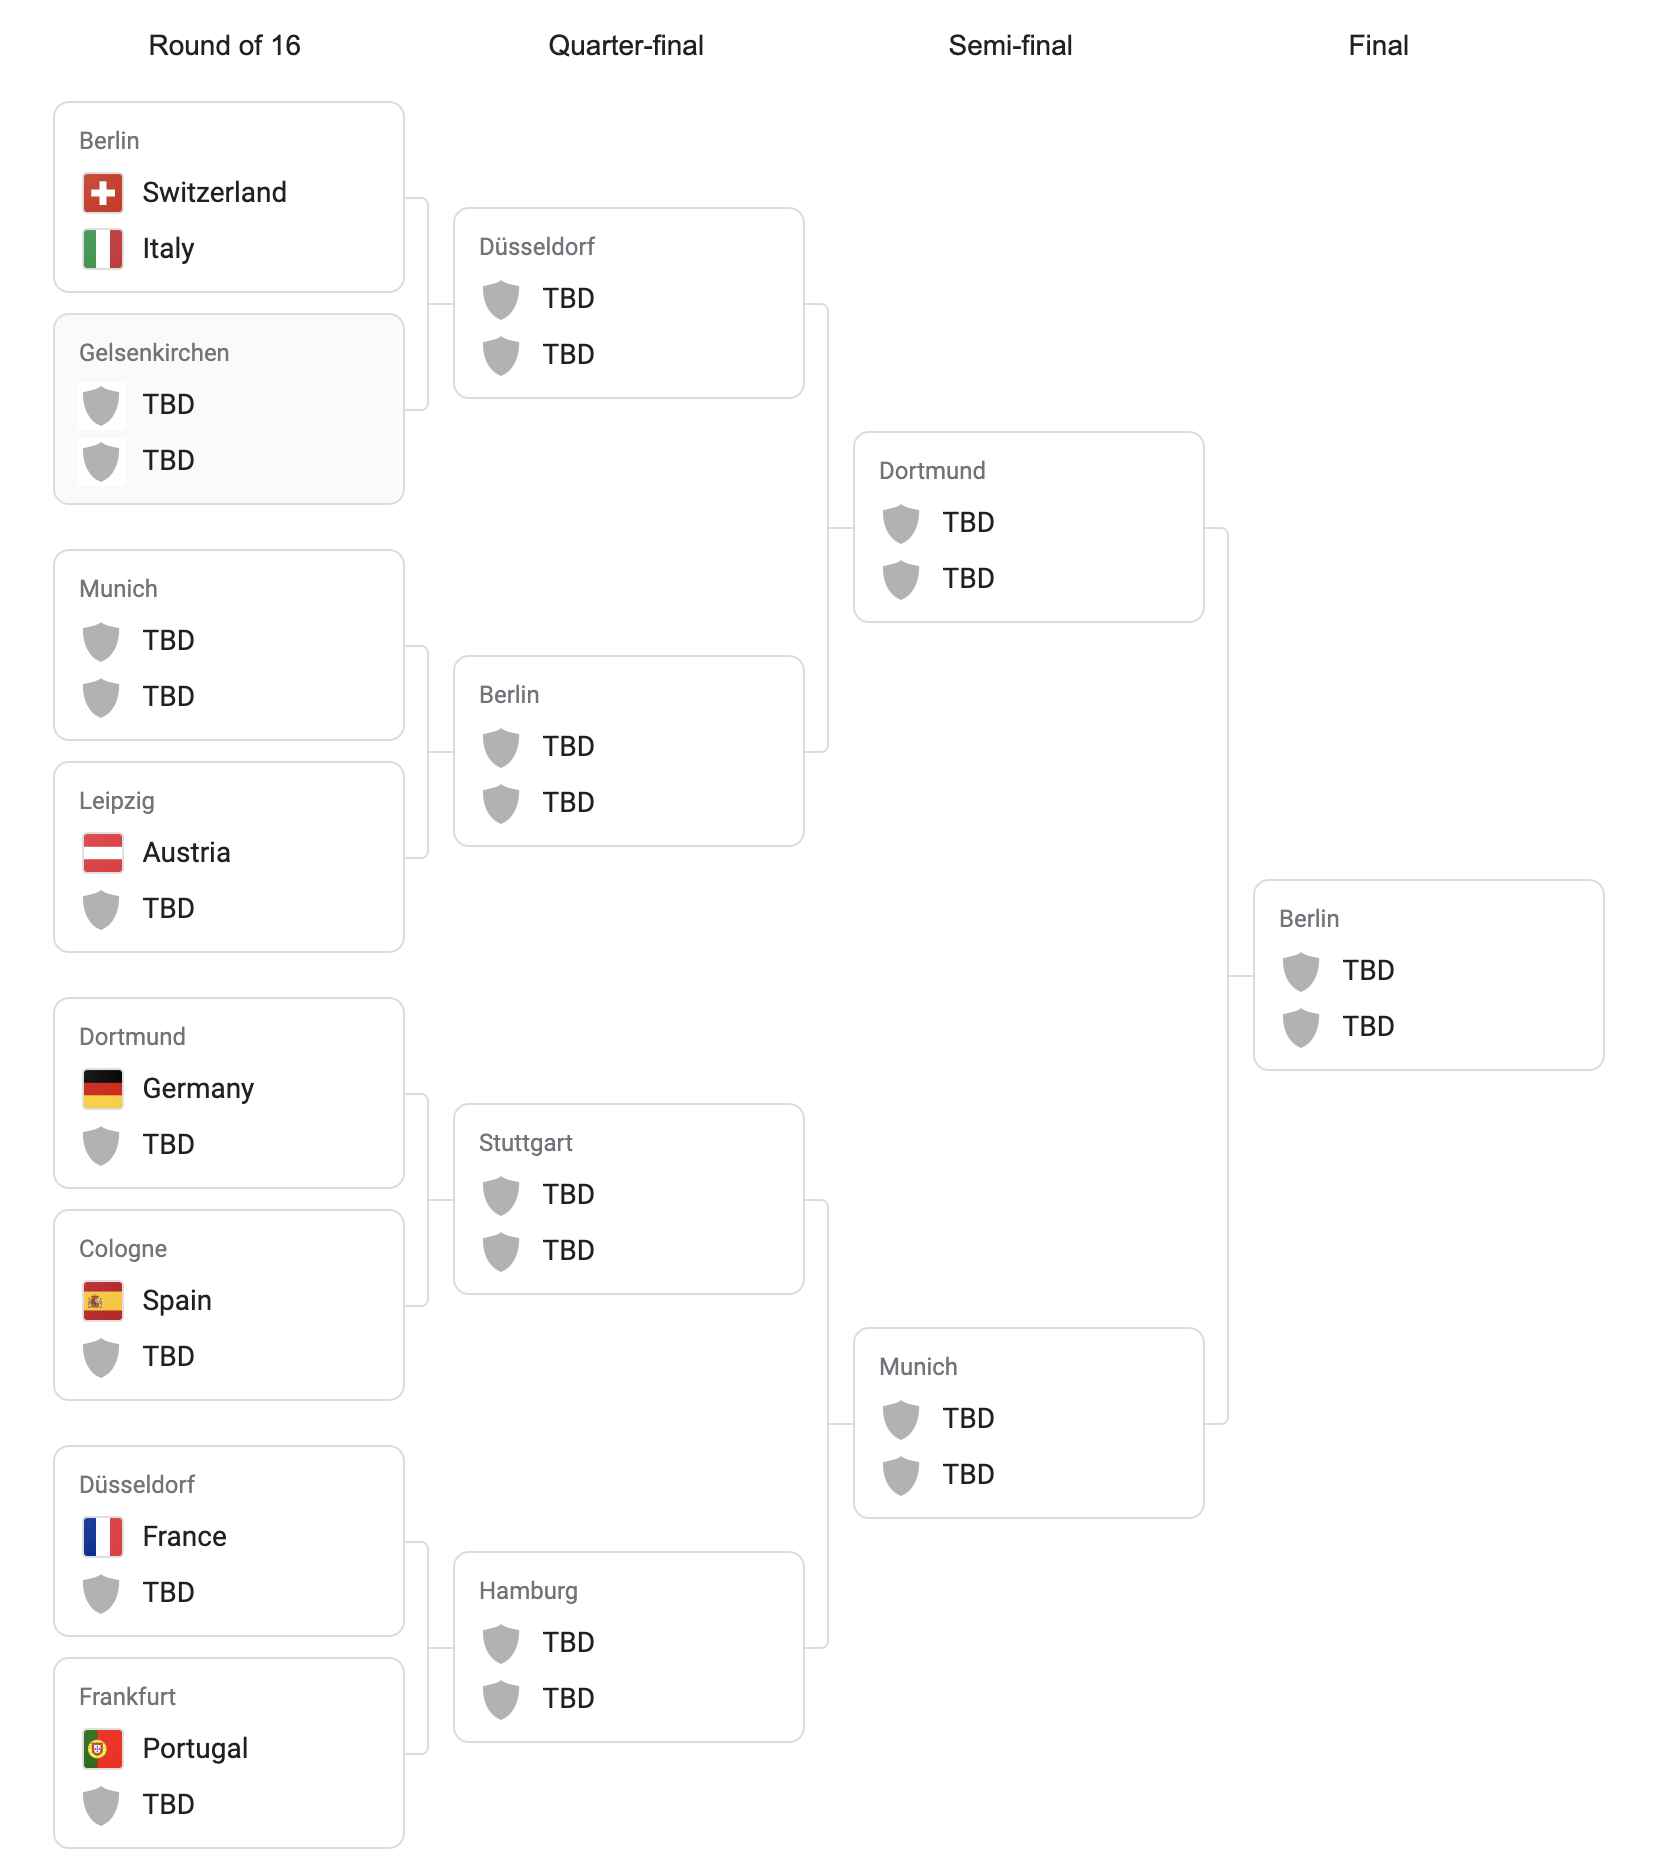 Round of 16
Quarter-final
Semi-final
Final
Berlin
Switzerland
Italy
Gelsenkirchen
TBD
TBD
Munich
TBD
TBD
Leipzig
Austria
TBD
Dortmund
Germany
TBD
Cologne
Spain
TBD
Düsseldorf
France
TBD
Frankfurt
Portugal
TBD
Düsseldorf
TBD
TBD
Berlin
TBD
TBD
Stuttgart
TBD
TBD
Hamburg
TBD
TBD
Dortmund
TBD
TBD
Munich
TBD
TBD
Berlin
TBD
TBD